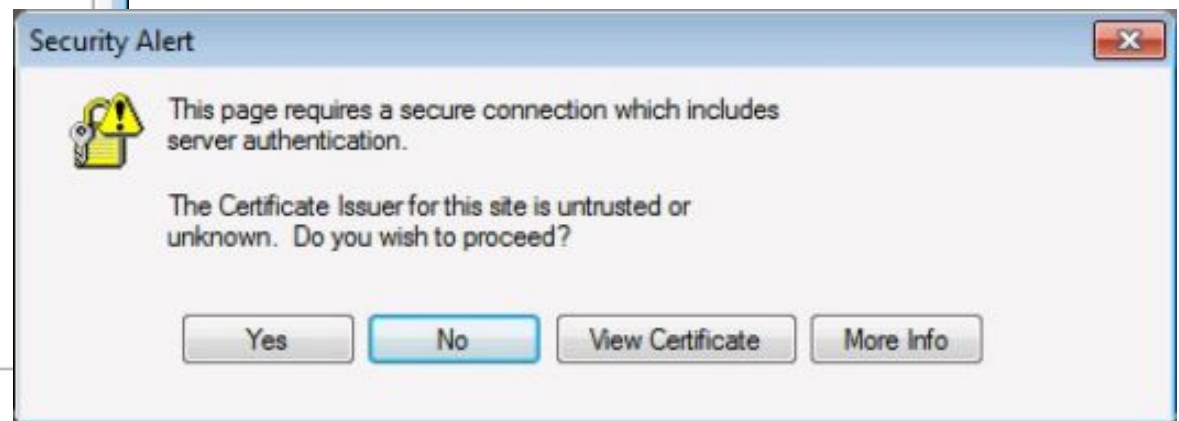 Security Alert
This page requires a secure connection which includes
server authentication.
The Certificate Issuer for this site is untrusted or
unknown. Do you wish to proceed?
Yes No View Certificate More Info